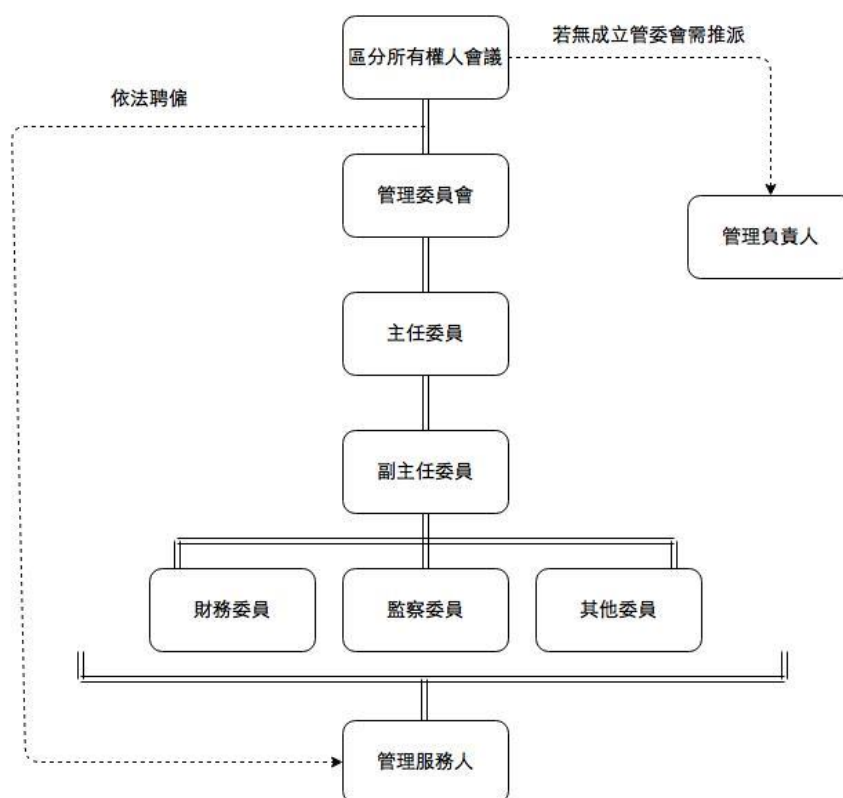 區分所有權人會議
若無成立管委會需推派
依法聘僱
管理委員會
管理負責人
主任委員
副主任委員
財務委員
監察委員
其他委員
管理服務人